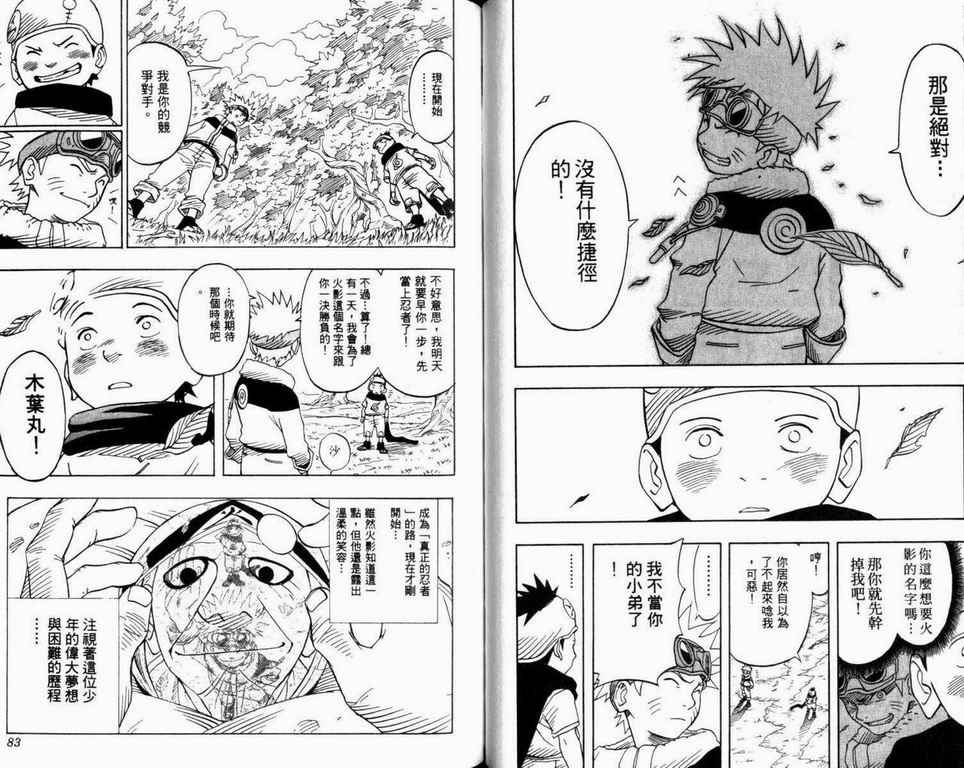 那是絕對…
沒有什麼捷徑
的！
你這麼想要火
影的名字嗎…
那你就先幹
掉我吧！
哼！
你居然自以為
了不起來唸我
，可惡！
………
我不當你
的小弟了
！
………
現在開始
………
我是你的競
爭對手。
不好意思，我明天
就要早你一步，先
當上忍者了！
不過…算了！總
有一天，我會為了
火影這個名字來跟
你一決勝負的！
沙
…你就期待
那個時候吧
。
木葉丸！
成為「真正的忍者
」的路，現在才剛
開始…
雖然火影知道這一
點，但他還是露出
溫柔的笑容…
火
注視著這位少
年的偉大夢想
與困難的歷程
83